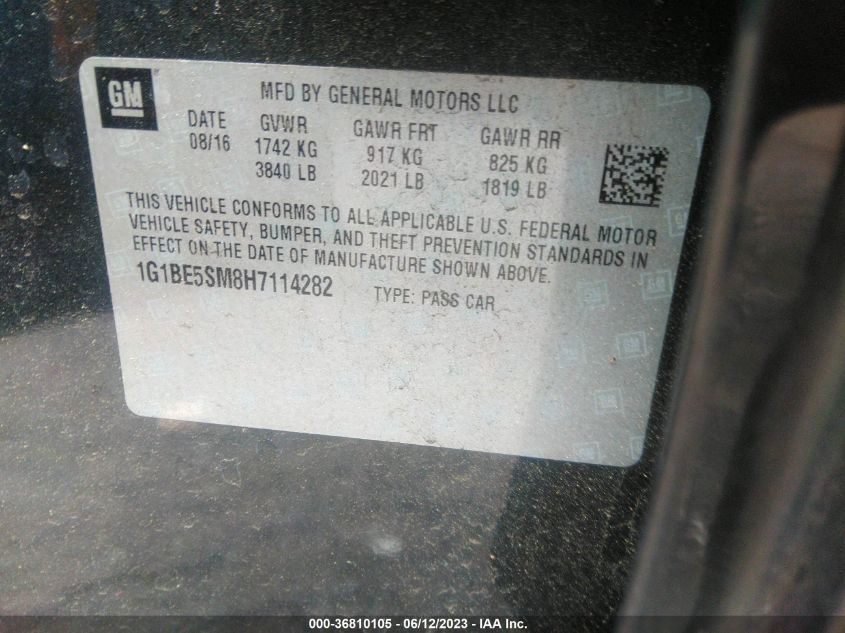 GM
MFD BY GENERAL MOTORS LLC
DATE GVWR GAWR FRT GAWR RR
08/16 1742 KG 917 KG 825 KG
3840 LB 2021 LB 1819 LB
THIS VEHICLE CONFORMS TO ALL APPLICABLE U.S. FEDERAL MOTOR
VEHICLE SAFETY, BUMPER, AND THEFT PREVENTION STANDARDS IN
EFFECT ON THE DATE OF MANUFACTURE SHOWN ABOVE.
1G1BE5SM8H7114282 TYPE: PASS CAR
000-36810105 - 06/12/2023 - IAA Inc.